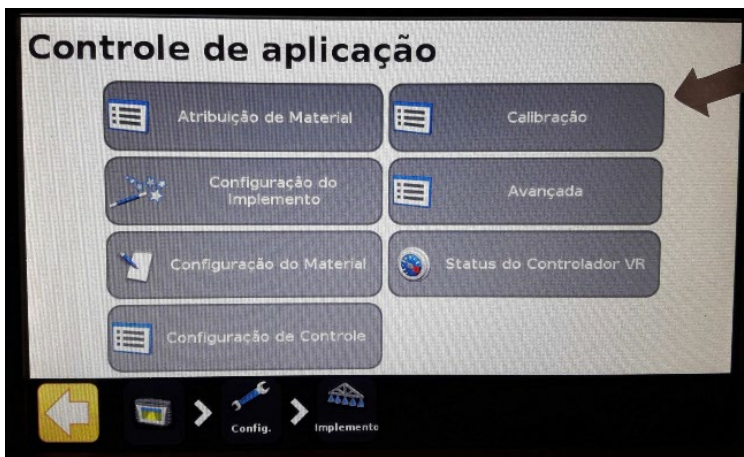 Controle de aplicação
Atribuição de Material
Calibração
Configuração do
Implemento
Avançada
Configuração do Material
Status do Controlador VR
Configuração de Controle
Config.
Implemento